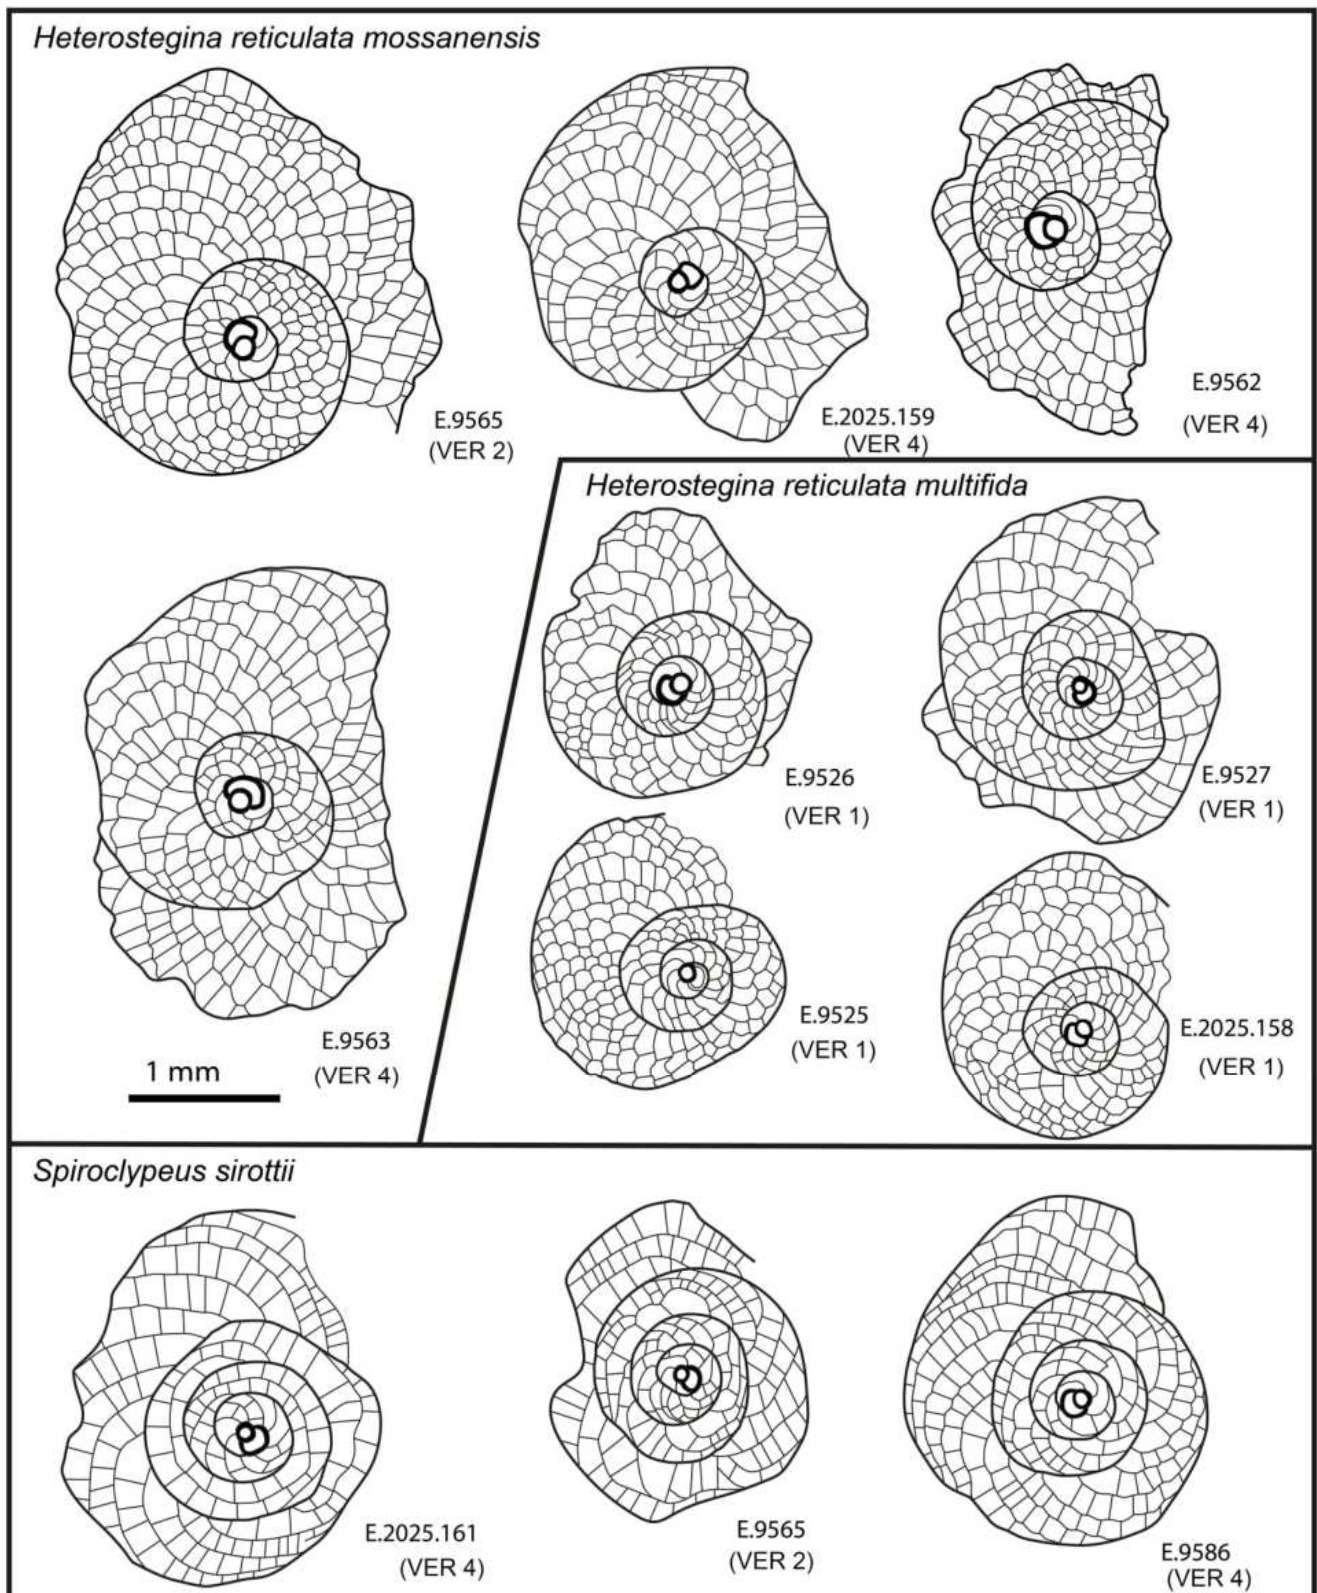 Heterostegina reticulata mossanensis
E.9565
(VER 2)
E.2025.159
(VER 4)
E.9562
(VER 4)
Heterostegina reticulata multifida
E.9526
(VER 1)
E.9527
(VER 1)
E.9563
(VER 4)
1 mm
E.9525
(VER 1)
E.2025.158
(VER 1)
Spiroclypeus sirottii
E.2025.161
(VER 4)
E.9565
(VER 2)
E.9586
(VER 4)